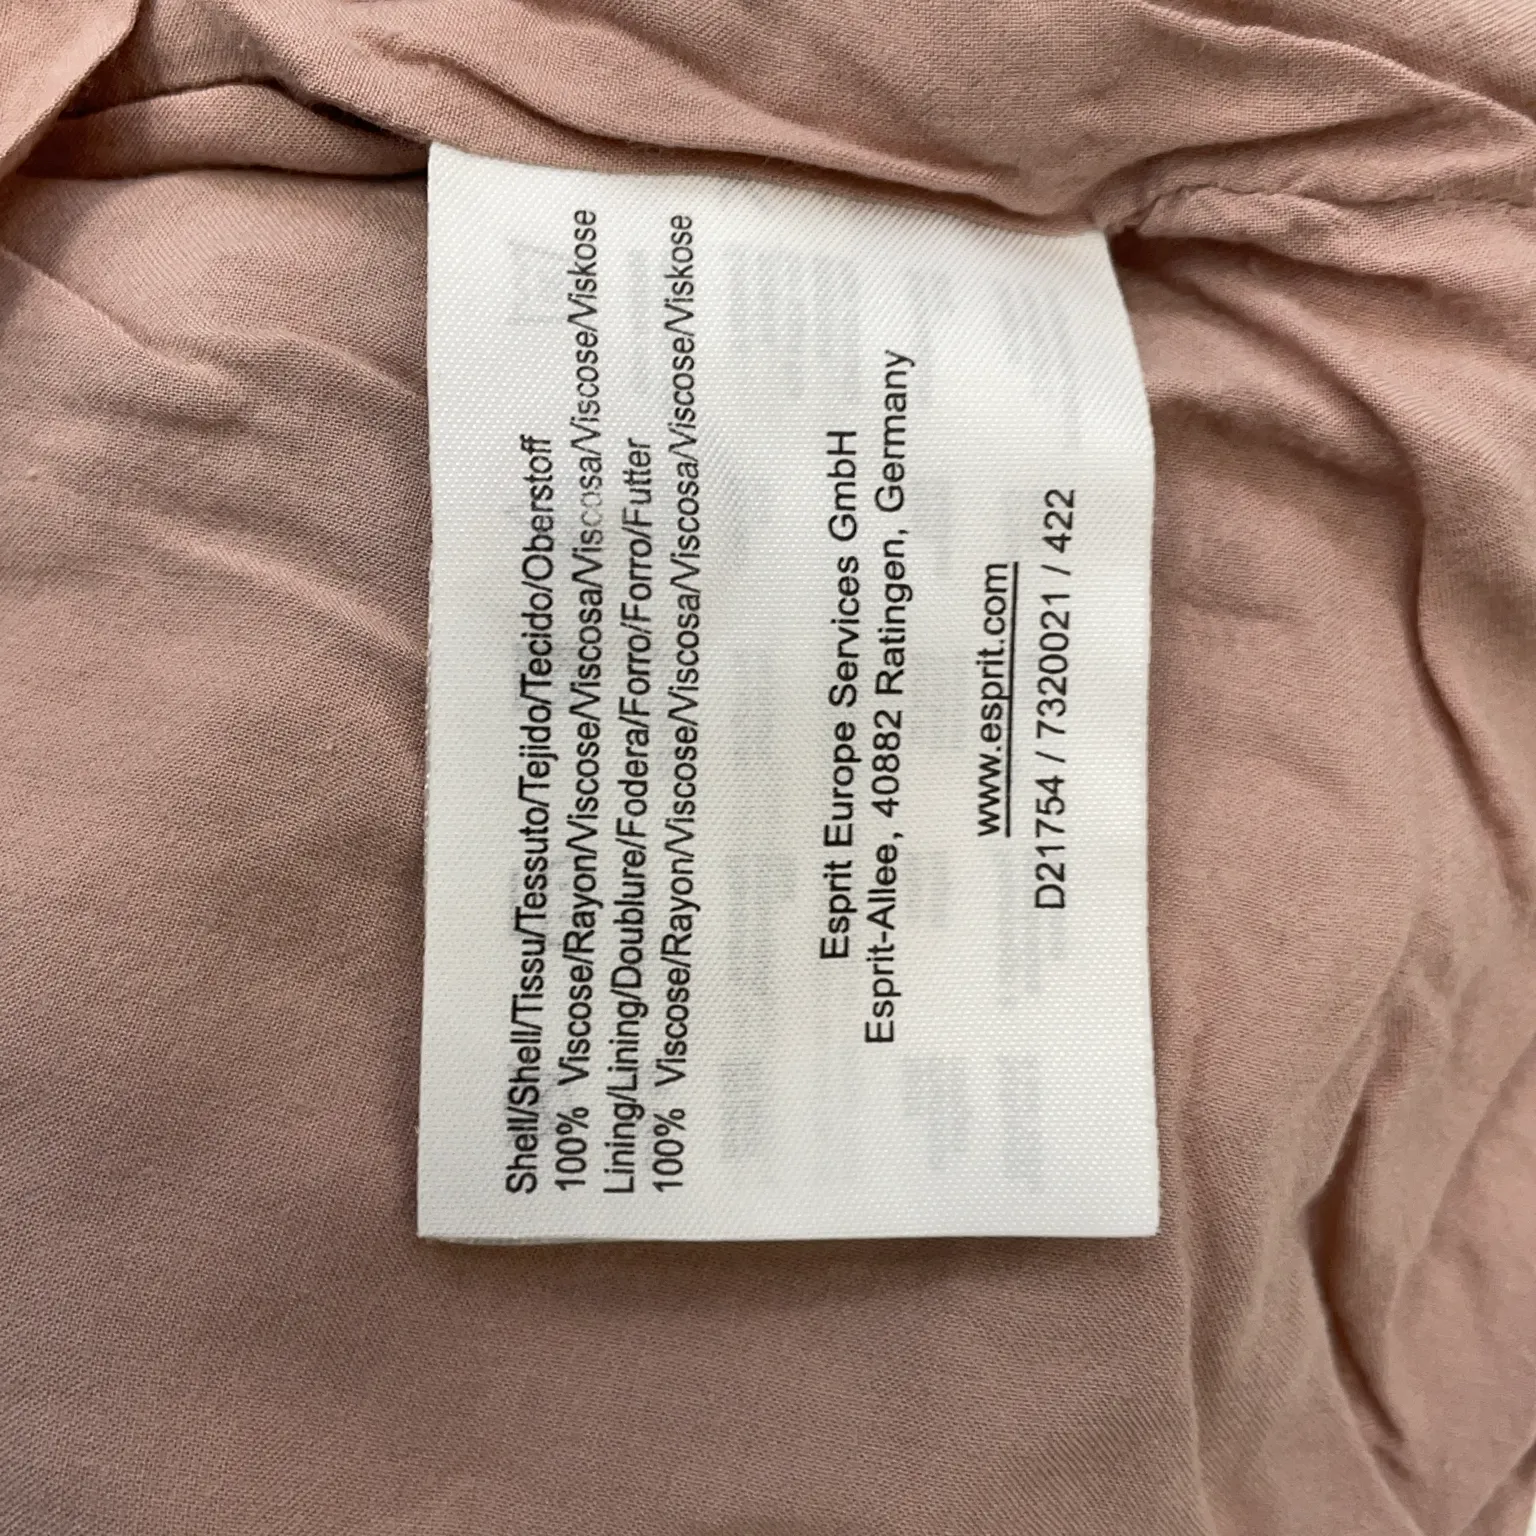 Shell/Shell/Tissu/Tessuto/Tejido/Tecido/Oberstoff
100% Viscose/Rayon/Viscose/Viscosa/Viscosa/Viscose/Viskose
Lining/Lining/Doublure/Fodera/Forro/Forro/Futter
100% Viscose/Rayon/Viscose/Viscosa/Viscosa/Viscose/Viskose
Esprit Europe Services GmbH
Esprit-Allee, 40882 Ratingen, Germany
www.esprit.com
D21754 / 7320021 / 422